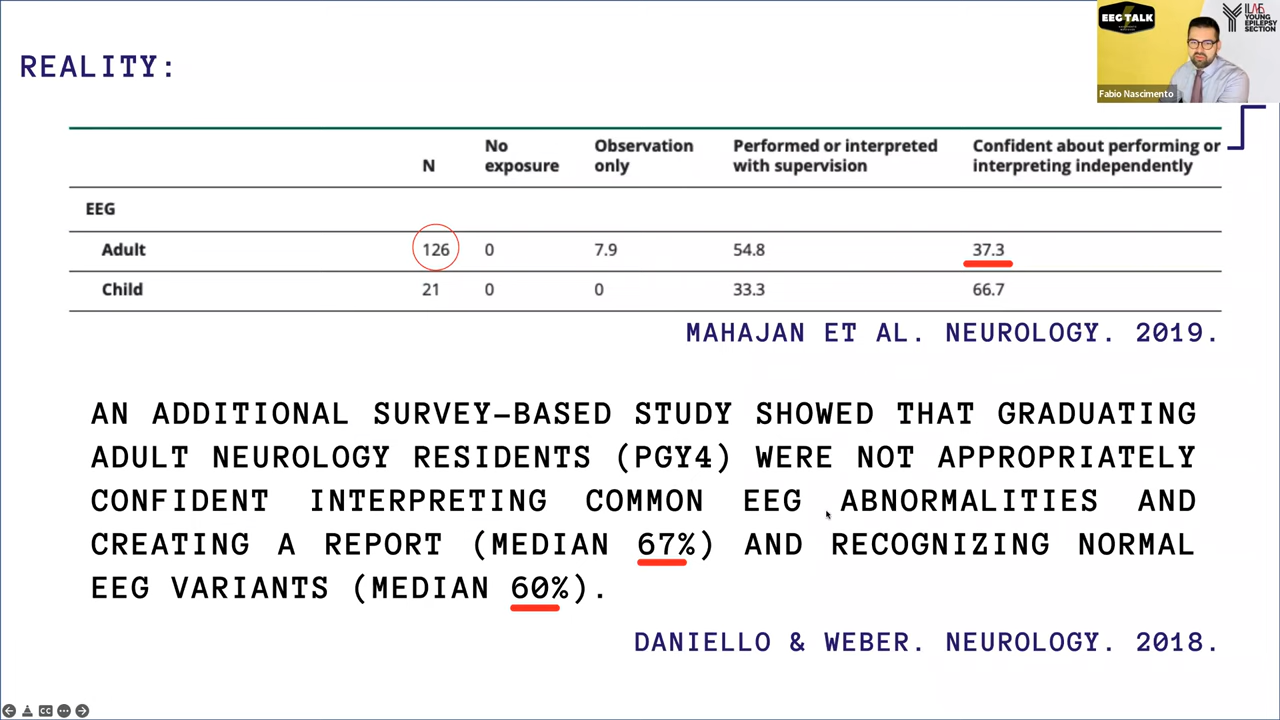 REALITY:
EEG TALK
ILAE
YOUNG
EPILEPSY
SECTION
Fabio Nascimento
N
No exposure
Observation only
Performed or interpreted with supervision
Confident about performing or interpreting independently
EEG
Adult 126 0 7.9 54.8 37.3
Child 21 0 0 33.3 66.7
MAHAJAN ET AL. NEUROLOGY. 2019.
AN ADDITIONAL SURVEY-BASED STUDY SHOWED THAT GRADUATING
ADULT NEUROLOGY RESIDENTS (PGY4) WERE NOT APPROPRIATELY
CONFIDENT INTERPRETING COMMON EEG ABNORMALITIES AND
CREATING A REPORT (MEDIAN 67%) AND RECOGNIZING NORMAL
EEG VARIANTS (MEDIAN 60%).
DANIELLO & WEBER. NEUROLOGY. 2018.
CC